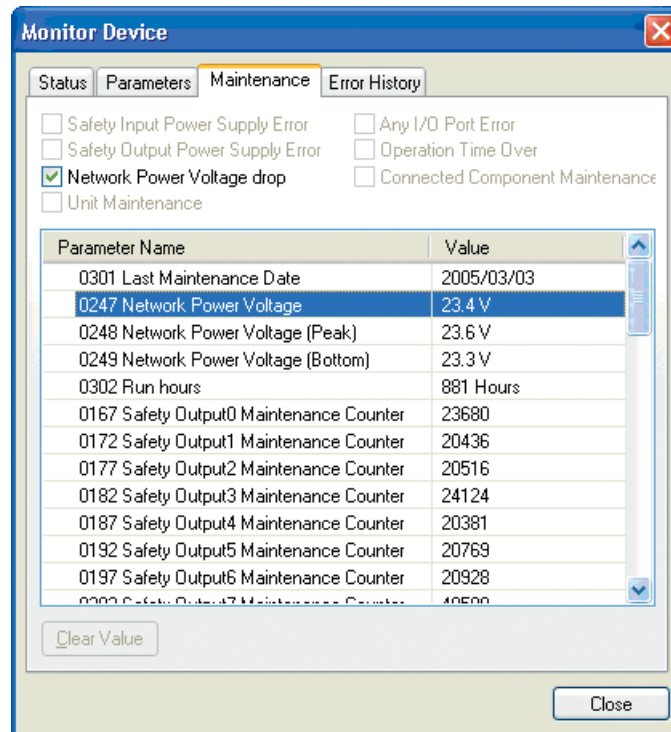 Monitor Device
Status Parameters Maintenance Error History
Safety Input Power Supply Error Any I/O Port Error
Safety Output Power Supply Error Operation Time Over
Network Power Voltage drop Connected Component Maintenance
Unit Maintenance
Parameter Name Value
0301 Last Maintenance Date 2005/03/03
0247 Network Power Voltage 23.4 V
0248 Network Power Voltage (Peak) 23.6 V
0249 Network Power Voltage (Bottom) 23.3 V
0302 Run hours 881 Hours
0167 Safety Output0 Maintenance Counter 23680
0172 Safety Output1 Maintenance Counter 20436
0177 Safety Output2 Maintenance Counter 20516
0182 Safety Output3 Maintenance Counter 24124
0187 Safety Output4 Maintenance Counter 20381
0192 Safety Output5 Maintenance Counter 20769
0197 Safety Output6 Maintenance Counter 20928
Safety Output7 Maintenance Counter
Clear Value
Close